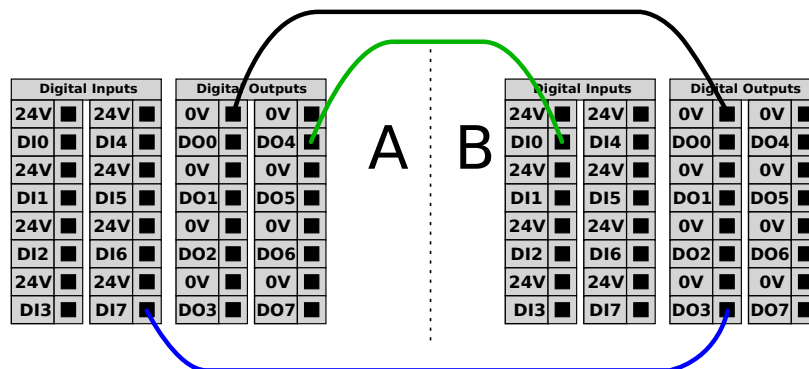 Digital Inputs Digital Outputs Digital Inputs Digital Outputs
24V 24V 0V 0V 24V 24V 0V 0V
DI0 DI4 DO0 DO4 A B DI0 DI4 DO0 DO4
24V 24V 0V 0V 24V 24V 0V 0V
DI1 DI5 DO1 DO5 DI1 DI5 DO1 DO5
24V 24V 0V 0V 24V 24V 0V 0V
DI2 DI6 DO2 DO6 DI2 DI6 DO2 DO6
24V 24V 0V 0V 24V 24V 0V 0V
DI3 DI7 DO3 DO7 DI3 DI7 DO3 DO7